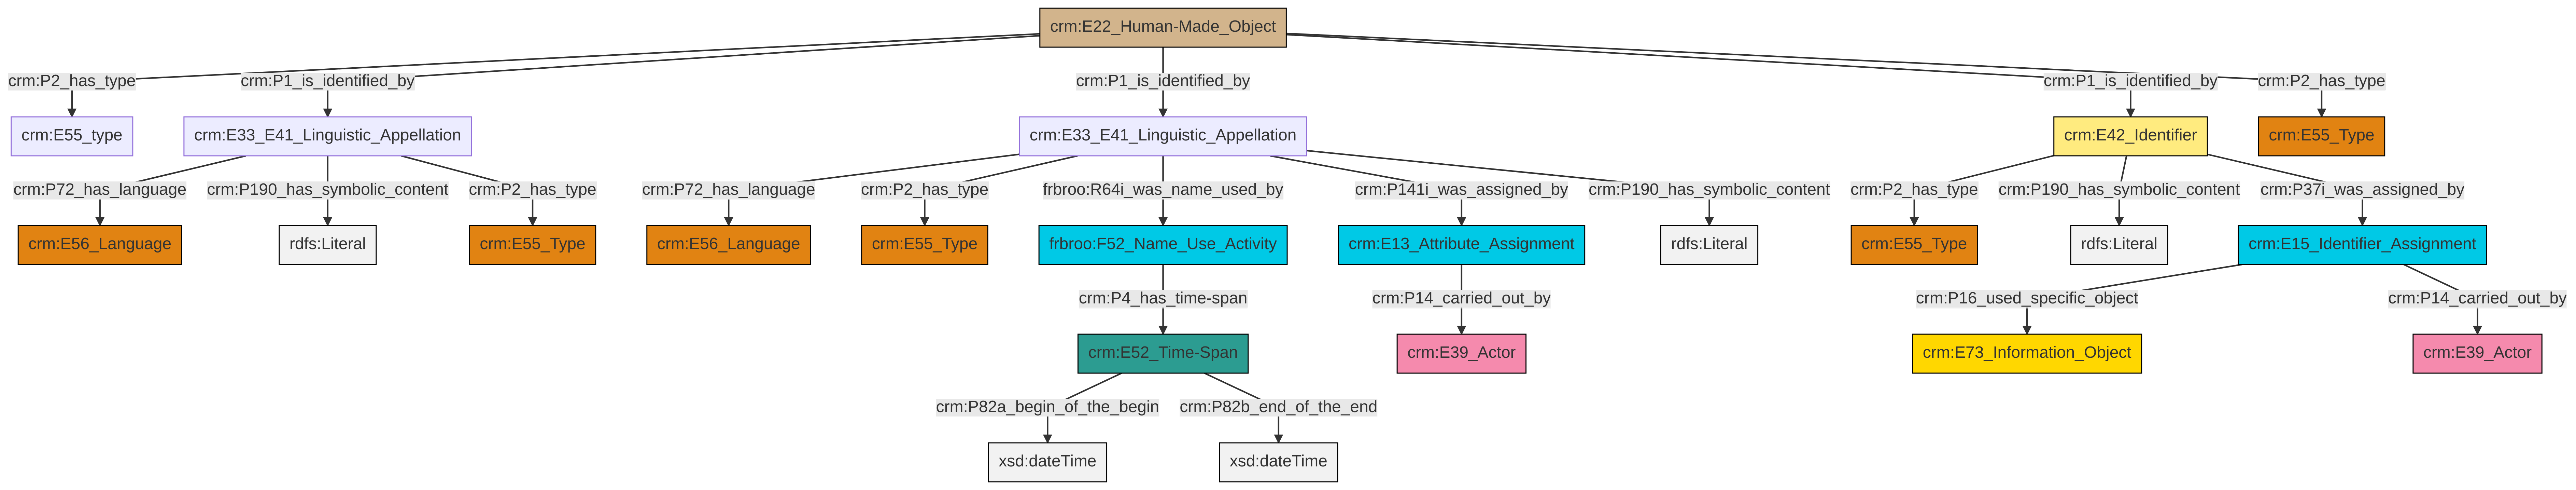 crm:E22_Human-Made_Object
crm:P2_has_type
crm:P1_is_identified_by
crm:P1_is_identified_by
crm:P1_is_identified_by
crm:P2_has_type
crm:E55_type
crm:E33_E41_Linguistic_Appellation
crm:E33_E41_Linguistic_Appellation
crm:E42_Identifier
crm:E55_Type
crm:P72_has_language
crm:P190_has_symbolic_content
crm:P2_has_type
crm:P72_has_language
crm:P2_has_type
frbroo:R64i_was_name_used_by
crm:P141i_was_assigned_by
crm:P190_has_symbolic_content
crm:P2_has_type
crm:P190_has_symbolic_content
crm:P37i_was_assigned_by
crm:E56_Language
rdfs:Literal
crm:E55_Type
crm:E56_Language
crm:E55_Type
frbroo:F52_Name_Use_Activity
crm:E13_Attribute_Assignment
rdfs:Literal
crm:E55_Type
rdfs:Literal
crm:E15_Identifier_Assignment
crm:P4_has_time-span
crm:P14_carried_out_by
crm:P16_used_specific_object
crm:P14_carried_out_by
crm:E52_Time-Span
crm:E39_Actor
crm:E73_Information_Object
crm:E39_Actor
crm:P82a_begin_of_the_begin
crm:P82b_end_of_the_end
xsd:dateTime
xsd:dateTime